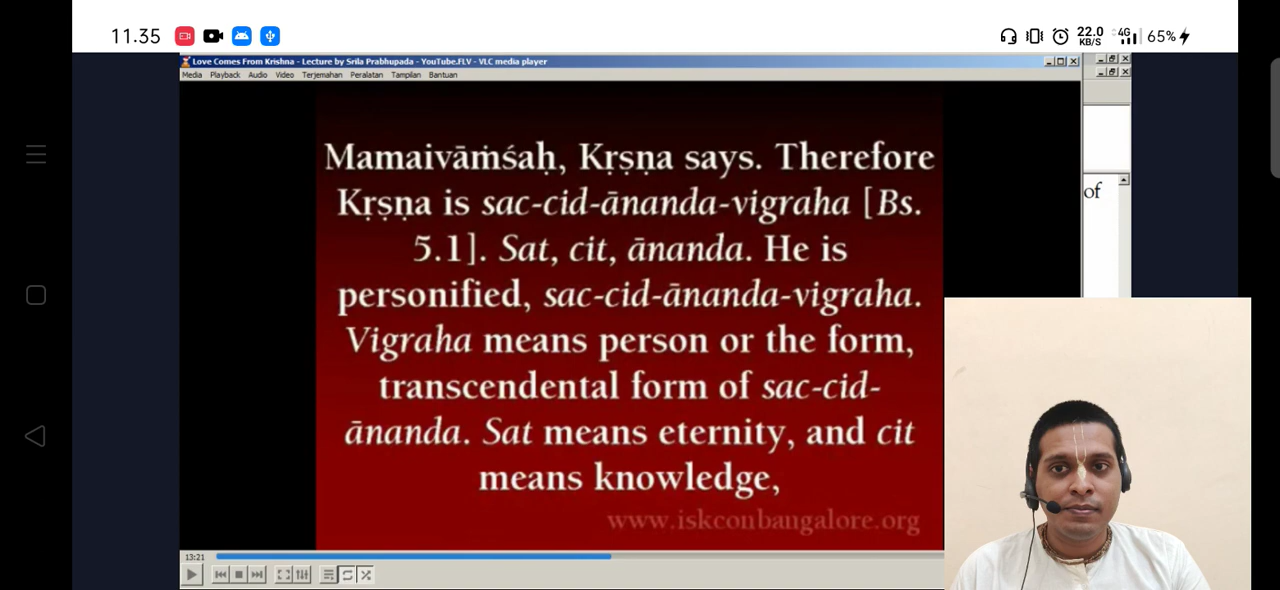 11.35
22.0
KB/S
4G
65%
Love Comes From Krishna - Lecture by Srila Prabhupada - YouTube.FLV - VLC media player
Media Playback Audio Video Terjemahan Peralatan Tampilan Bantuan
Mamaivāṁśaḥ, Kṛṣṇa says. Therefore
Kṛṣṇa is sac-cid-ānanda-vigraha [Bs.
5.1]. Sat, cit, ānanda. He is
personified, sac-cid-ānanda-vigraha.
Vigraha means person or the form,
transcendental form of sac-cid-
ānanda. Sat means eternity, and cit
means knowledge,
www.iskconbangalore.org
of
13:21